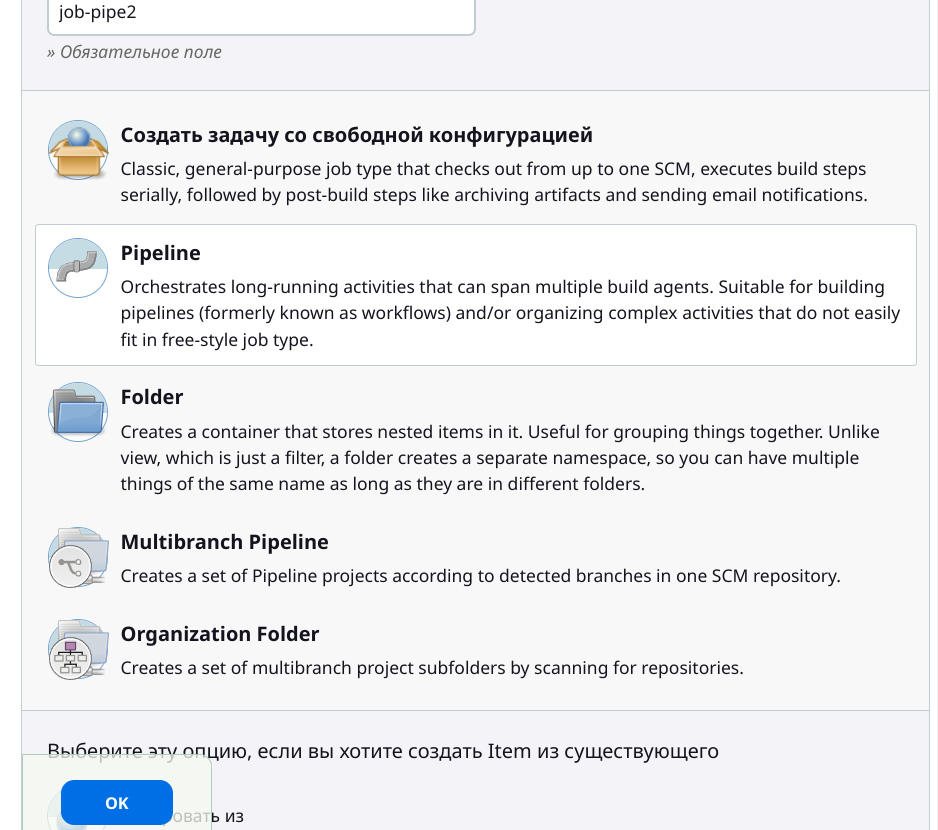 job-pipe2
» Обязательное поле
Создать задачу со свободной конфигурацией
Classic, general-purpose job type that checks out from up to one SCM, executes build steps
serially, followed by post-build steps like archiving artifacts and sending email notifications.
Pipeline
Orchestrates long-running activities that can span multiple build agents. Suitable for building
pipelines (formerly known as workflows) and/or organizing complex activities that do not easily
fit in free-style job type.
Folder
Creates a container that stores nested items in it. Useful for grouping things together. Unlike
view, which is just a filter, a folder creates a separate namespace, so you can have multiple
things of the same name as long as they are in different folders.
Multibranch Pipeline
Creates a set of Pipeline projects according to detected branches in one SCM repository.
Organization Folder
Creates a set of multibranch project subfolders by scanning for repositories.
Выберите эту опцию, если вы хотите создать Item из существующего
OK
из